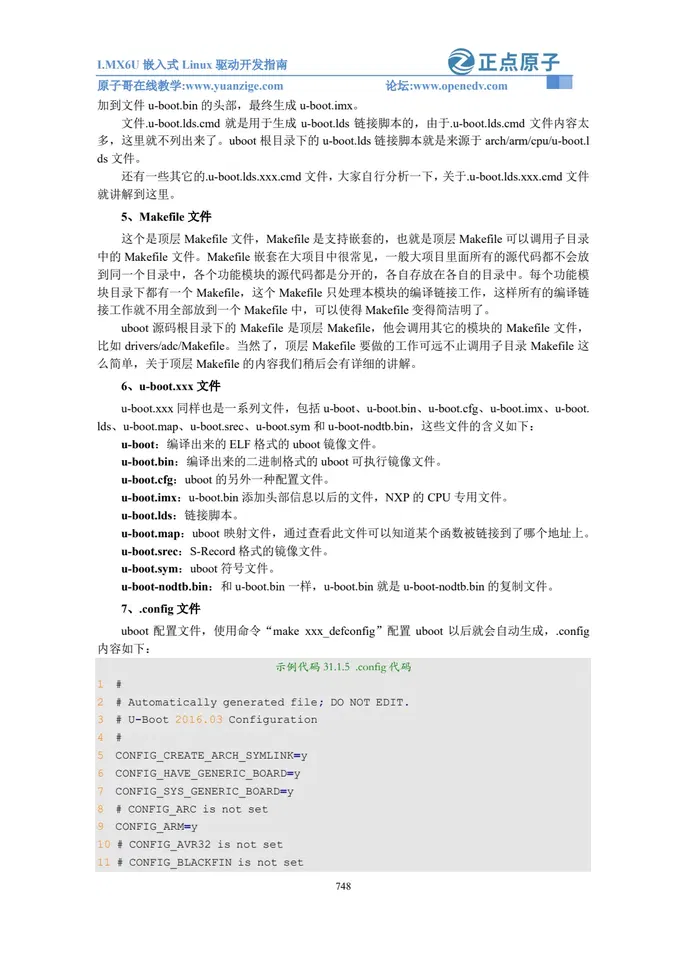 I.MX6U 嵌入式 Linux 驱动开发指南
正点原子
原子哥在线教学:www.yuanzige.com 论坛:www.openedv.com
加到文件 u-boot.bin 的头部，最终生成 u-boot.imx。
文件.u-boot.lds.cmd 就是用于生成 u-boot.lds 链接脚本的，由于.u-boot.lds.cmd 文件内容太
多，这里就不列出来了。uboot 根目录下的 u-boot.lds 链接脚本就是来源于 arch/arm/cpu/u-boot.l
ds 文件。
还有一些其它的.u-boot.lds.xxx.cmd 文件，大家自行分析一下，关于.u-boot.lds.xxx.cmd 文件
就讲解到这里。
5、Makefile 文件
这个是顶层 Makefile 文件，Makefile 是支持嵌套的，也就是顶层 Makefile 可以调用子目录
中的 Makefile 文件。Makefile 嵌套在大项目中很常见，一般大项目里面所有的源代码都不会放
到同一个目录中，各个功能模块的源代码都是分开的，各自存放在各自的目录中。每个功能模
块目录下都有一个 Makefile，这个 Makefile 只处理本模块的编译链接工作，这样所有的编译链
接工作就不用全部放到一个 Makefile 中，可以使得 Makefile 变得简洁明了。
uboot 源码根目录下的 Makefile 是顶层 Makefile，他会调用其它的模块的 Makefile 文件，
比如 drivers/adc/Makefile。当然了，顶层 Makefile 要做的工作可远不止调用子目录 Makefile 这
么简单，关于顶层 Makefile 的内容我们稍后会有详细的讲解。
6、u-boot.xxx 文件
u-boot.xxx 同样也是一系列文件，包括 u-boot、u-boot.bin、u-boot.cfg、u-boot.imx、u-boot.
lds、u-boot.map、u-boot.srec、u-boot.sym 和 u-boot-nodtb.bin，这些文件的含义如下：
u-boot：编译出来的 ELF 格式的 uboot 镜像文件。
u-boot.bin：编译出来的二进制格式的 uboot 可执行镜像文件。
u-boot.cfg：uboot 的另外一种配置文件。
u-boot.imx：u-boot.bin 添加头部信息以后的文件，NXP 的 CPU 专用文件。
u-boot.lds：链接脚本。
u-boot.map：uboot 映射文件，通过查看此文件可以知道某个函数被链接到了哪个地址上。
u-boot.srec：S-Record 格式的镜像文件。
u-boot.sym：uboot 符号文件。
u-boot-nodtb.bin：和 u-boot.bin 一样，u-boot.bin 就是 u-boot-nodtb.bin 的复制文件。
7、.config 文件
uboot 配置文件，使用命令“make xxx_defconfig”配置 uboot 以后就会自动生成，.config
内容如下：
示例代码 31.1.5 .config 代码
1 #
2 # Automatically generated file; DO NOT EDIT.
3 # U-Boot 2016.03 Configuration
4 #
5 CONFIG_CREATE_ARCH_SYMLINK=y
6 CONFIG_HAVE_GENERIC_BOARD=y
7 CONFIG_SYS_GENERIC_BOARD=y
8 # CONFIG_ARC is not set
9 CONFIG_ARM=y
10 # CONFIG_AVR32 is not set
11 # CONFIG_BLACKFIN is not set
748